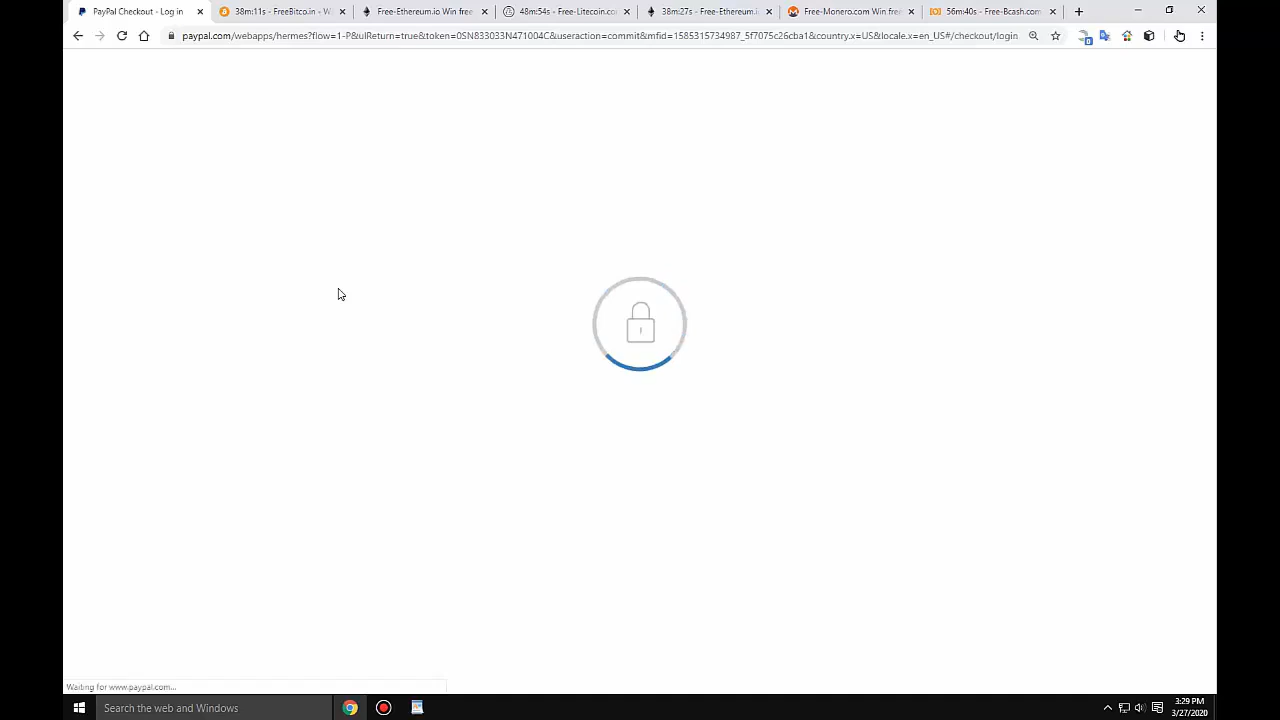 PayPal Checkout - Log in
38m:11s - FreeBitco.in - W
Free-Ethereum.io Win free
48m:54s - Free-Litecoin.co
38m:27s - Free-Ethereum.i
Free-Monero.com Win free
56m:40s - Free-Bcash.com
paypal.com/webapps/hermes?flow=1-P&ulReturn=true&token=0SN833033N471004C&useraction=commit&mfid=1585315734987_5f7075c26cba1&country.x=US&locale.x=en_US#/checkout/login
Waiting for www.paypal.com...
Search the web and Windows
3:29 PM
3/27/2020